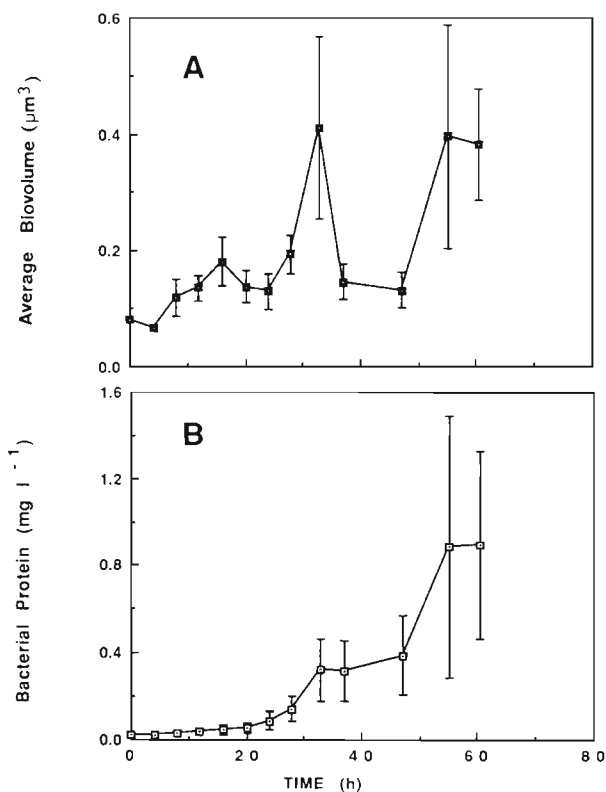 0.6
A
0.4
0.2
0.0
Average Biovolume (μm³)
1.6
B
1.2
0.8
0.4
0.0
Bacterial Protein (mg l⁻¹)
0 20 40 60 80
TIME (h)